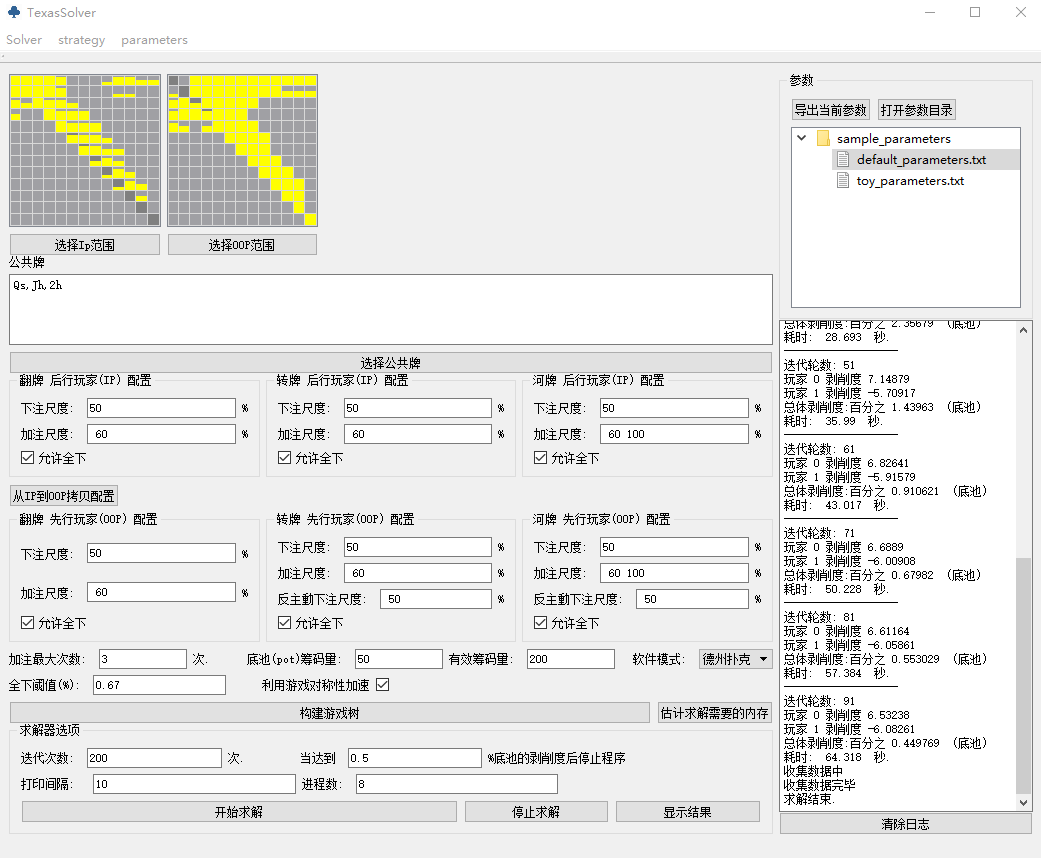 TexasSolver
Solver strategy parameters
选择Ip范围 选择OOP范围
公共牌
Qs,Jh,2h
选择公共牌
翻牌 后行玩家(IP) 配置
下注尺度: 50 %
加注尺度: 60 %
允许全下
转牌 后行玩家(IP) 配置
下注尺度: 50 %
加注尺度: 60 %
允许全下
河牌 后行玩家(IP) 配置
下注尺度: 50 %
加注尺度: 60 100 %
允许全下
从IP到OOP拷贝配置
翻牌 先行玩家(OOP) 配置
下注尺度: 50 %
加注尺度: 60 %
允许全下
转牌 先行玩家(OOP) 配置
下注尺度: 50 %
加注尺度: 60 %
反主動下注尺度: 50 %
允许全下
河牌 先行玩家(OOP) 配置
下注尺度: 50 %
加注尺度: 60 100 %
反主動下注尺度: 50 %
允许全下
加注最大次数: 3 次. 底池(pot)筹码量: 50 有效筹码量: 200 软件模式: 德州扑克
全下阈值(%): 0.67 利用游戏对称性加速
构建游戏树 估计求解需要的内存
求解器选项
迭代次数: 200 次. 当达到 0.5 %底池的剥削度后停止程序
打印间隔: 10 进程数: 8
开始求解 停止求解 显示结果
参数
导出当前参数 打开参数目录
sample_parameters
default_parameters.txt
toy_parameters.txt
总体剥削度:百分之 2.35679 (底池)
耗时: 28.693 秒.
迭代轮数: 51
玩家 0 剥削度 7.14879
玩家 1 剥削度 -5.70917
总体剥削度:百分之 1.43963 (底池)
耗时: 35.99 秒.
迭代轮数: 61
玩家 0 剥削度 6.82641
玩家 1 剥削度 -5.91579
总体剥削度:百分之 0.910621 (底池)
耗时: 43.017 秒.
迭代轮数: 71
玩家 0 剥削度 6.6889
玩家 1 剥削度 -6.00908
总体剥削度:百分之 0.67982 (底池)
耗时: 50.228 秒.
迭代轮数: 81
玩家 0 剥削度 6.61164
玩家 1 剥削度 -6.05861
总体剥削度:百分之 0.553029 (底池)
耗时: 57.384 秒.
迭代轮数: 91
玩家 0 剥削度 6.53238
玩家 1 剥削度 -6.08261
总体剥削度:百分之 0.449769 (底池)
耗时: 64.318 秒.
收集数据中
收集数据完毕
求解结束.
清除日志